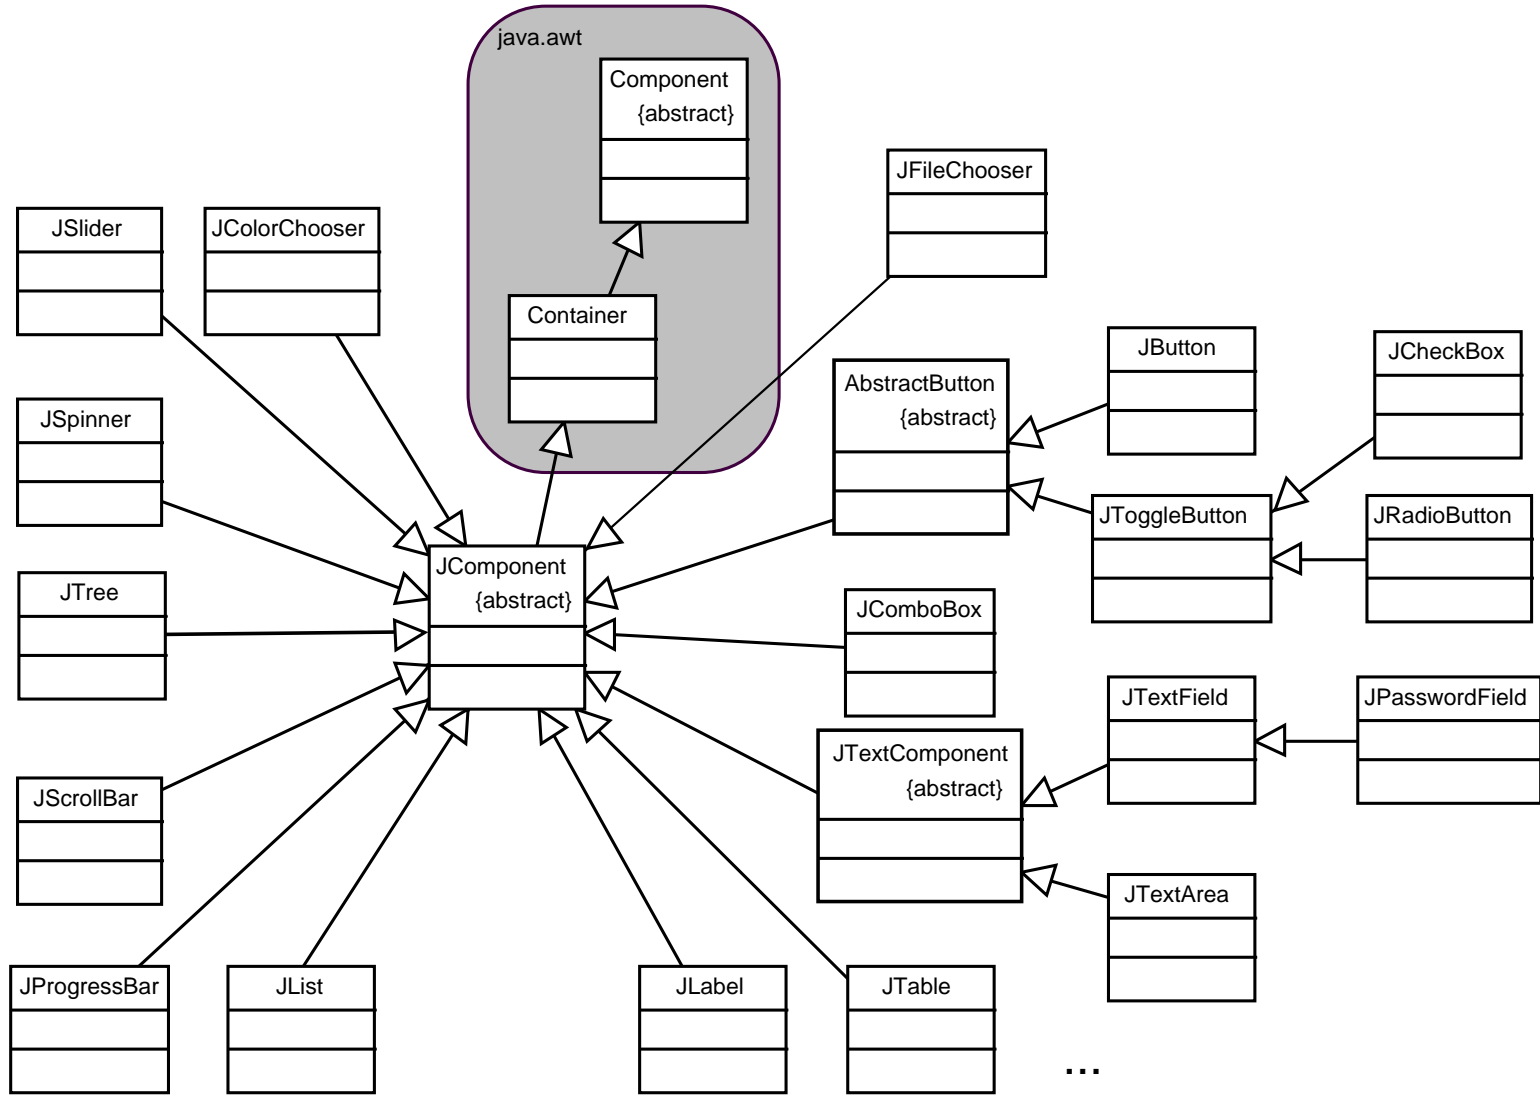 java.awt
Component
{abstract}
JFileChooser
JSlider
JColorChooser
Container
JButton
JCheckBox
AbstractButton
{abstract}
JSpinner
JToggleButton
JRadioButton
JComponent
{abstract}
JTree
JComboBox
JTextField
JPasswordField
JTextComponent
{abstract}
JScrollBar
JTextArea
JProgressBar
JList
JLabel
JTable
...